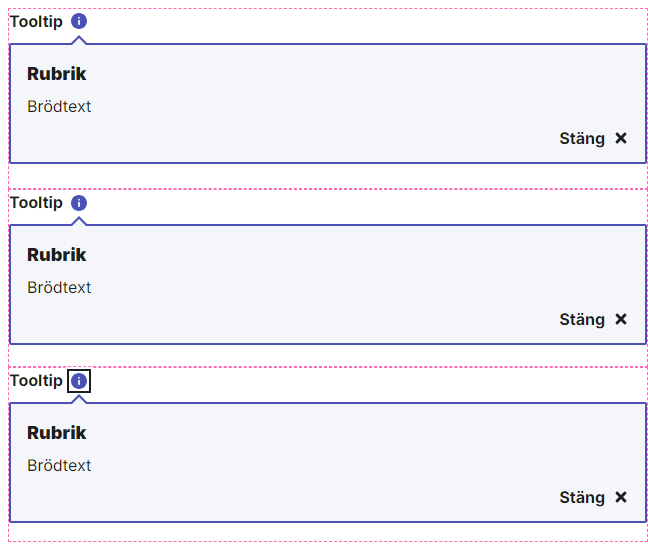 Tooltip
Rubrik
Brödtext
Stäng
Tooltip
Rubrik
Brödtext
Stäng
Tooltip
Rubrik
Brödtext
Stäng